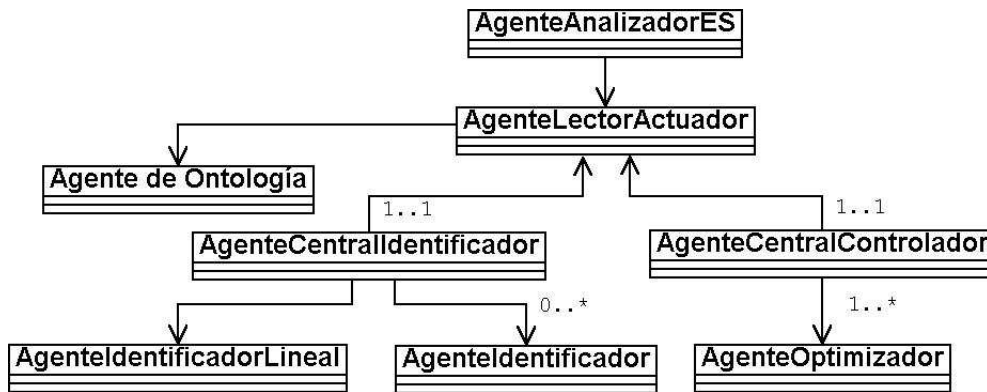 AgenteAnalizadorES
AgenteLectorActuador
Agente de Ontología
1..1
1..1
AgenteCentralIdentificador
AgenteCentralControlador
0..*
1..*
AgenteIdentificadorLineal
AgenteIdentificador
AgenteOptimizador